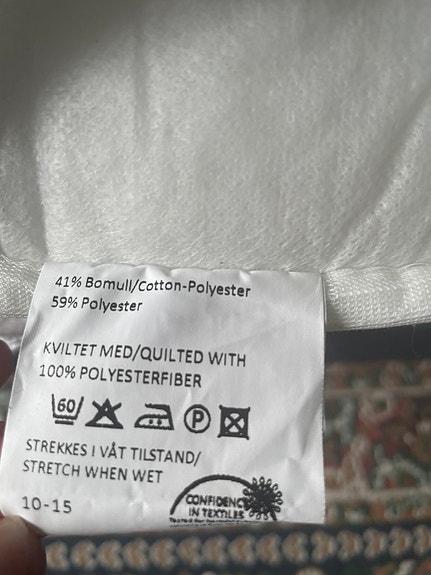 41% Bomull/Cotton-Polyester
59% Polyester
KVILTET MED/QUILTED WITH
100% POLYESTERFIBER
60 P
STREKKES I VÅT TILSTAND/
STRETCH WHEN WET
10-15
CONFIDENCE
IN TEXTILES